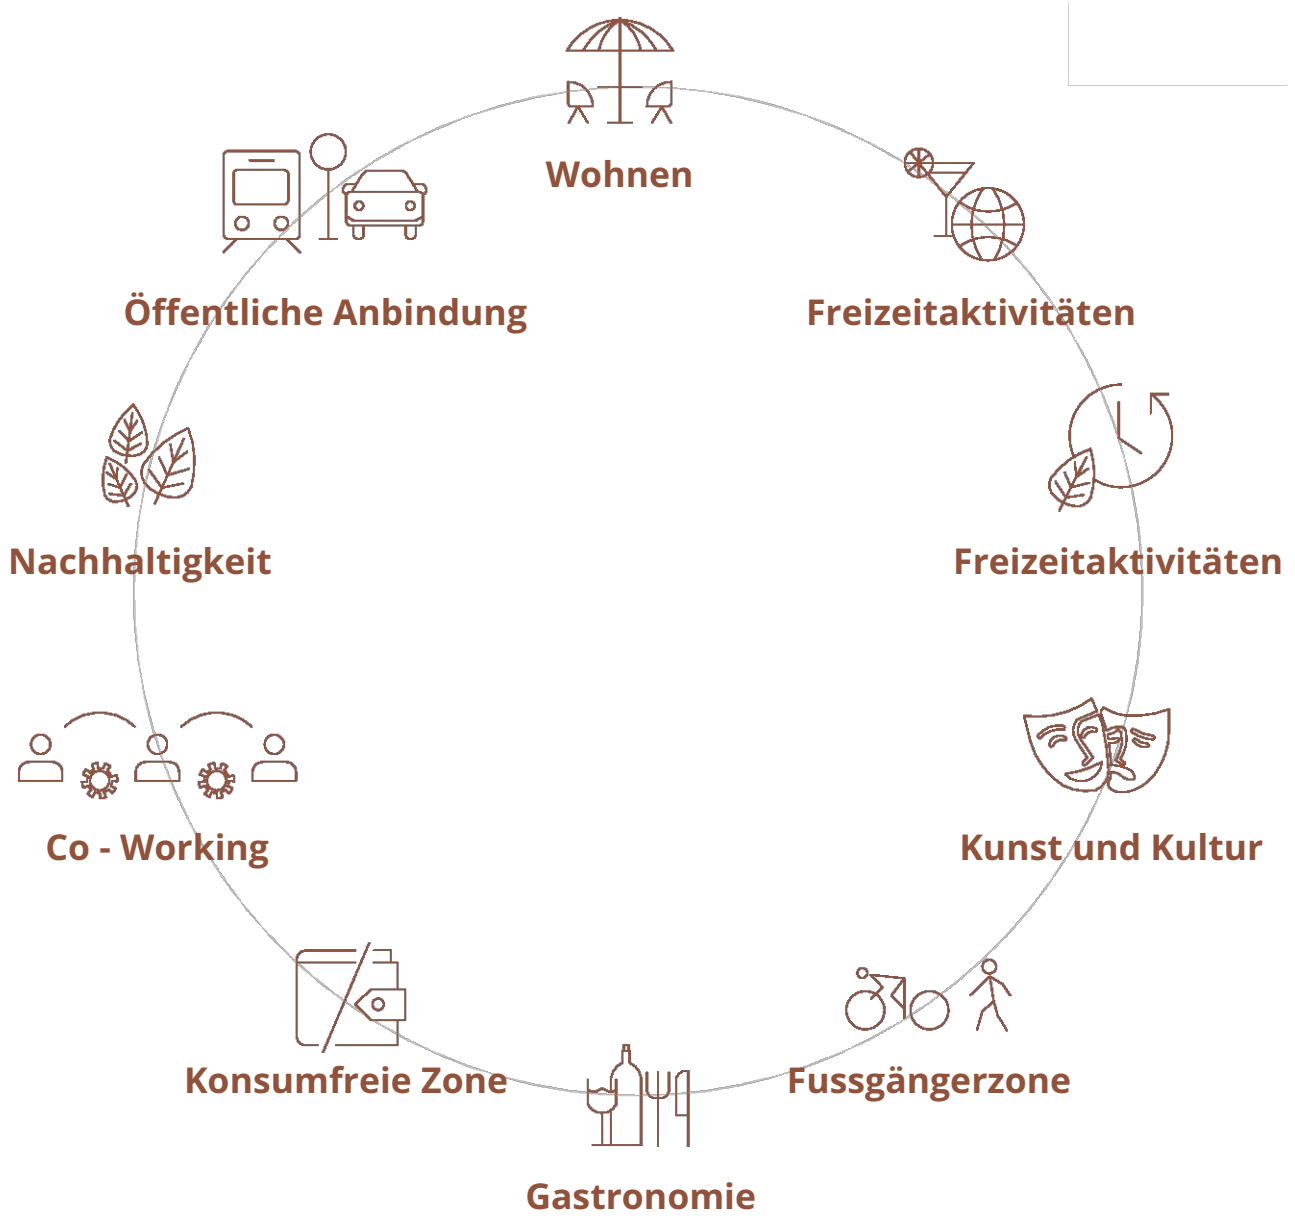 Wohnen
Öffentliche Anbindung
Freizeitaktivitäten
Nachhaltigkeit
Freizeitaktivitäten
Co - Working
Kunst und Kultur
Konsumfreie Zone
Fussgängerzone
Gastronomie